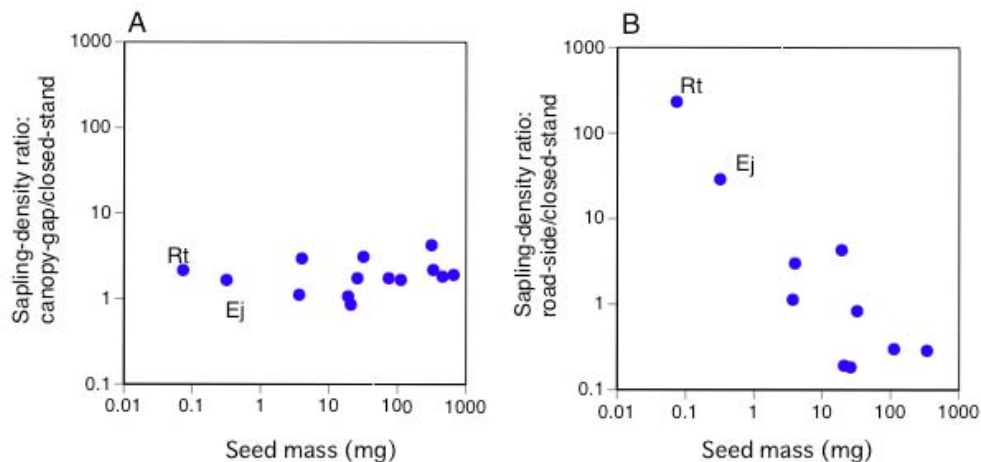 A
Sapling-density ratio:
canopy-gap/closed-stand
1000
100
10
1
0.1
Rt
Ej
0.01 0.1 1 10 100 1000
Seed mass (mg)
B
Sapling-density ratio:
road-side/closed-stand
1000
100
10
1
0.1
Rt
Ej
0.01 0.1 1 10 100 1000
Seed mass (mg)